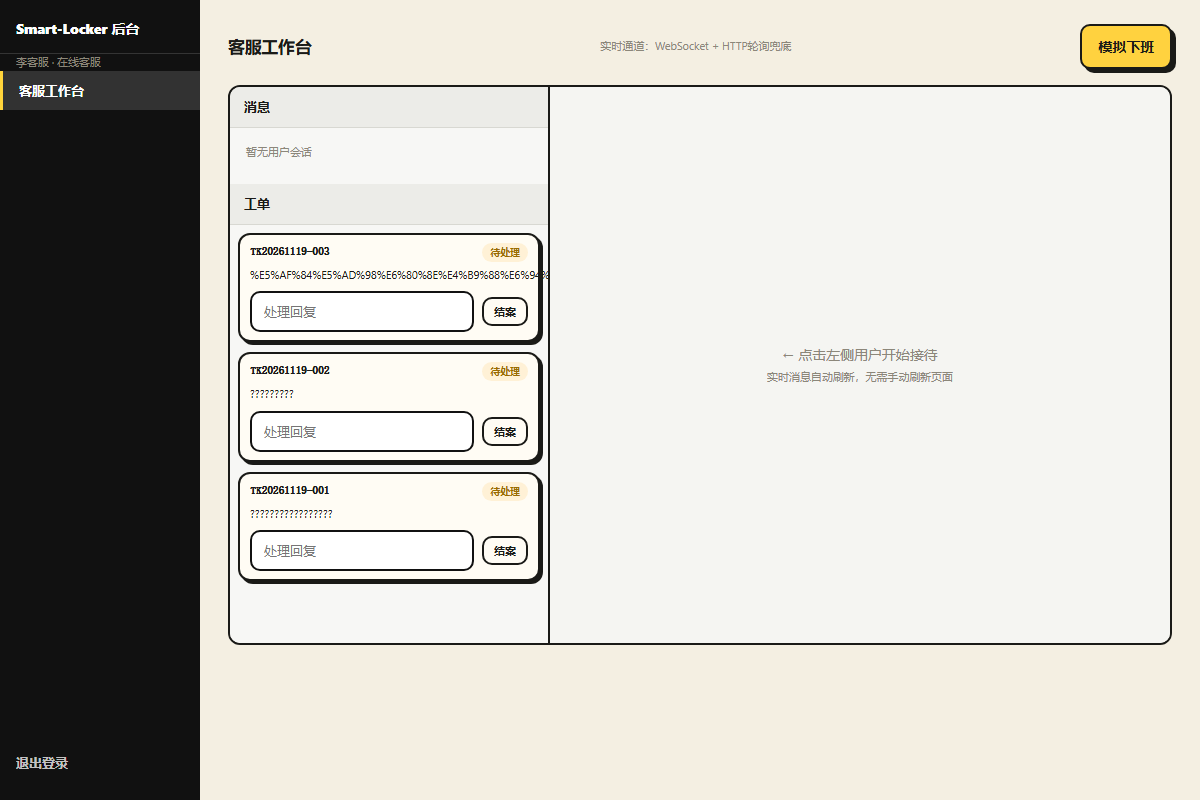 Smart-Locker 后台
李客服 · 在线客服
客服工作台
退出登录
客服工作台
实时通道：WebSocket + HTTP轮询兜底
模拟下班
消息
暂无用户会话
工单
TK20261119-003
待处理
%E5%AF%84%E5%AD%98%E6%80%8E%E4%B9%88%E6%94%
处理回复
结案
TK20261119-002
待处理
?????????
处理回复
结案
TK20261119-001
待处理
?????????????????
处理回复
结案
← 点击左侧用户开始接待
实时消息自动刷新，无需手动刷新页面